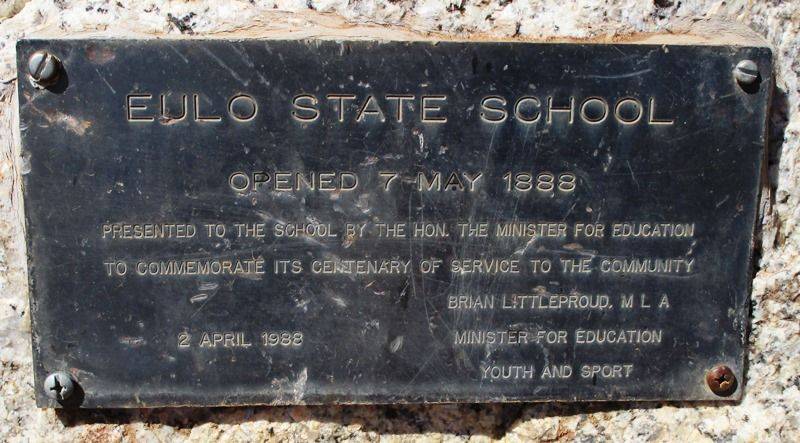 EULO STATE SCHOOL
OPENED 7 MAY 1888
PRESENTED TO THE SCHOOL BY THE HON. THE MINISTER FOR EDUCATION
TO COMMEMORATE ITS CENTENARY OF SERVICE TO THE COMMUNITY
BRIAN LITTLEPROUD, M L A
2 APRIL 1988 MINISTER FOR EDUCATION
YOUTH AND SPORT